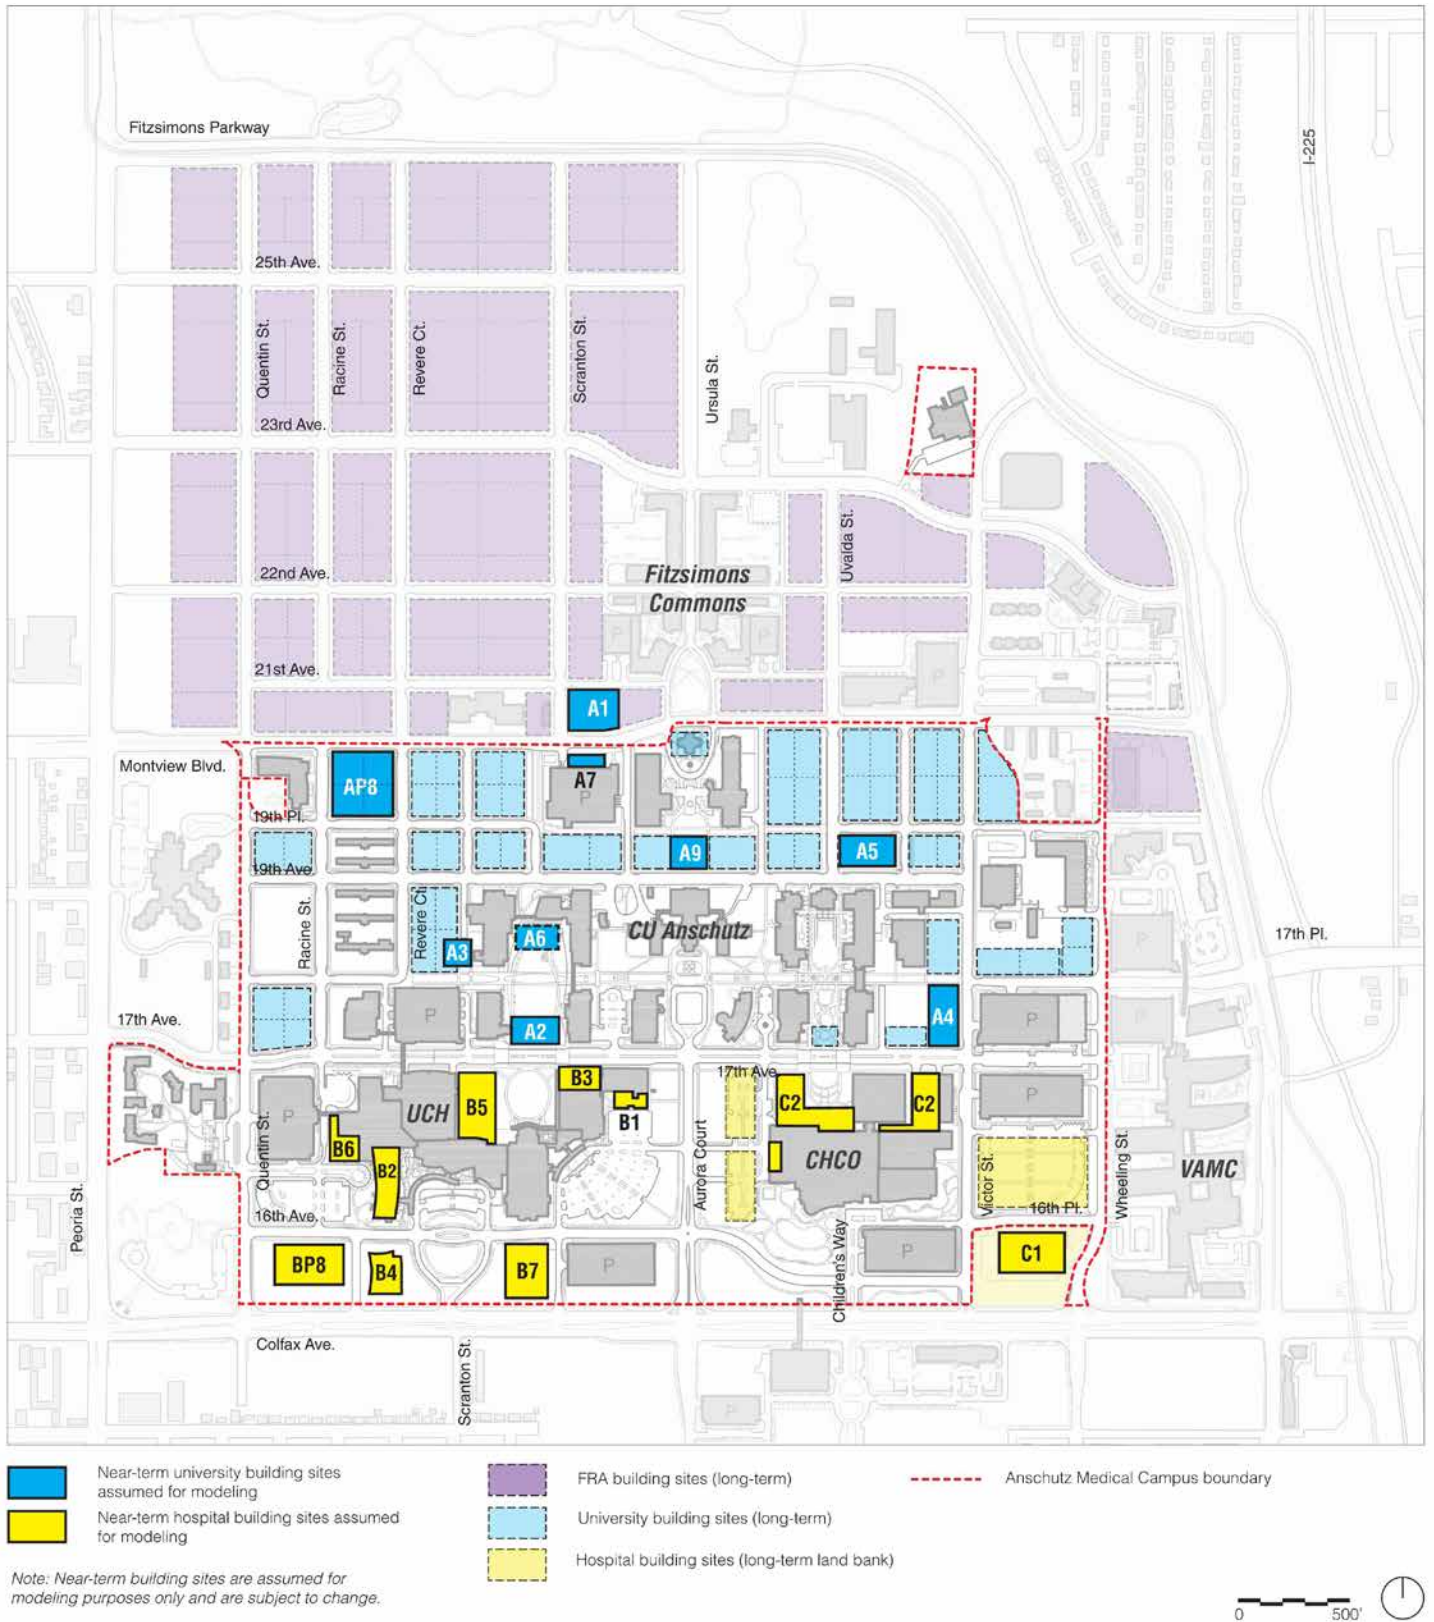 Fitzsimons Parkway
I-225
25th Ave.
Quentin St.
Racine St.
Revere Ct.
Scranton St.
Ursula St.
23rd Ave.
Uvalda St.
22nd Ave.
Fitzsimons
Commons
P
P
21st Ave.
P
A1
Montview Blvd.
AP8
A7
P
19th Pl.
A9
A5
19th Ave.
Racine St.
Revere Ct.
A3
A6
CU Anschutz
17th Pl.
17th Ave.
P
A2
A4
P
17th Ave.
P
UCH
B5
B3
B1
C2
C2
P
B6
B2
Quentin St.
Aurora Court
CHCO
Victor St.
Wheeling St.
VAMC
Peoria St.
16th Ave.
16th Pl.
BP8
B4
B7
P
Children's Way
P
C1
Colfax Ave.
Scranton St.
P
P
Near-term university building sites
assumed for modeling
Near-term hospital building sites assumed
for modeling
Note: Near-term building sites are assumed for
modeling purposes only and are subject to change.
FRA building sites (long-term)
University building sites (long-term)
Hospital building sites (long-term land bank)
Anschutz Medical Campus boundary
0
500'